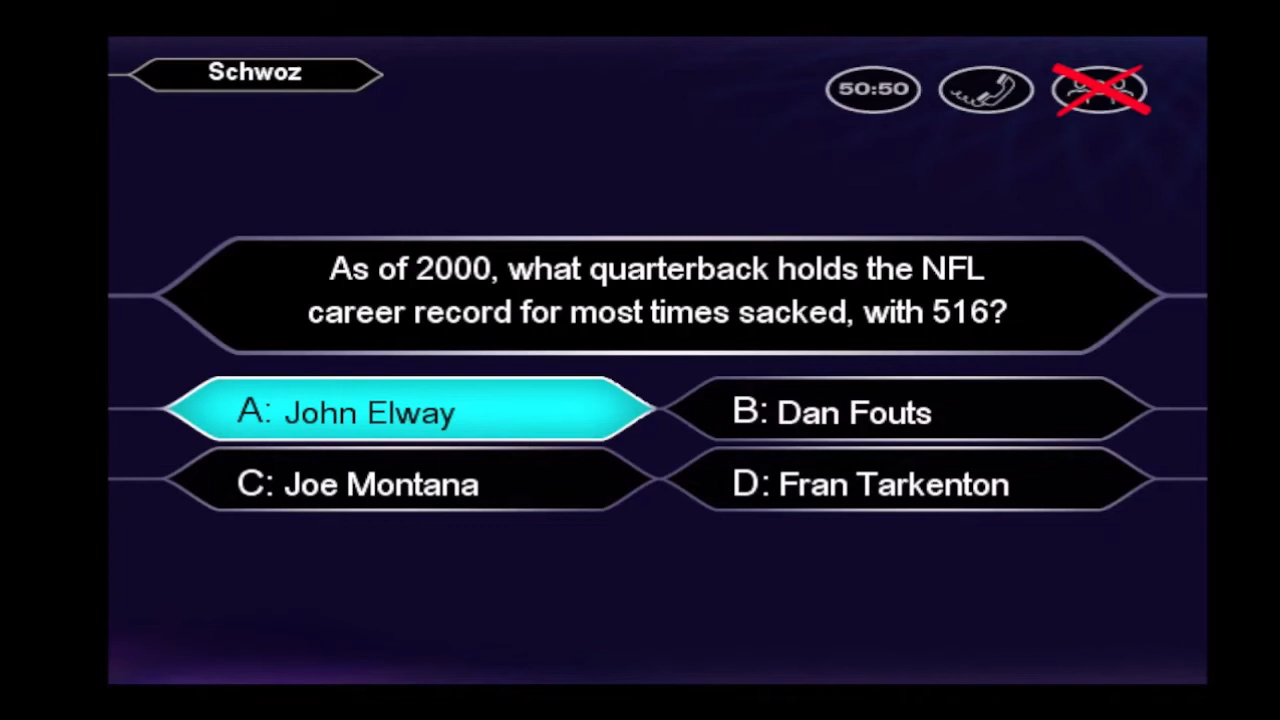 Schwoz
50:50
As of 2000, what quarterback holds the NFL
career record for most times sacked, with 516?
A: John Elway
B: Dan Fouts
C: Joe Montana
D: Fran Tarkenton